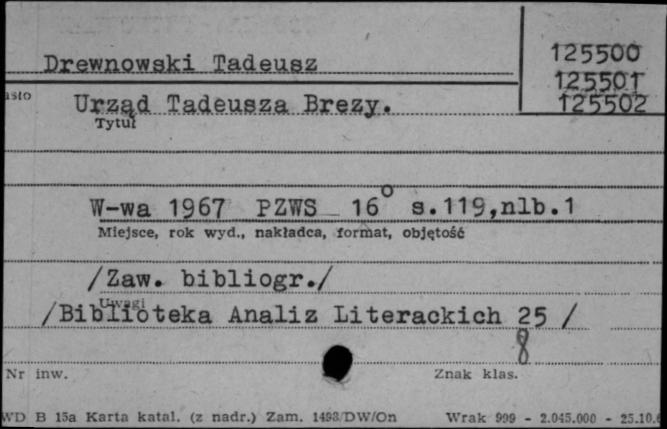 125500
Drewnowski Tadeusz
125501
asło
Urząd Tadeusza Brezy.
125502
Tytuł
W-wa 1967 PZWS 16° s.119,nlb.1
Miejsce, rok wyd., nakładca, format, objętość
/Zaw. bibliogr./
Uwagi
/Biblioteka Analiz Literackich 25 /
8
Nr inw. Znak klas.
WD B 15a Karta katal. (z nadr.) Zam. 1493/DW/On Wrak 999 - 2.045.000 - 25.10.